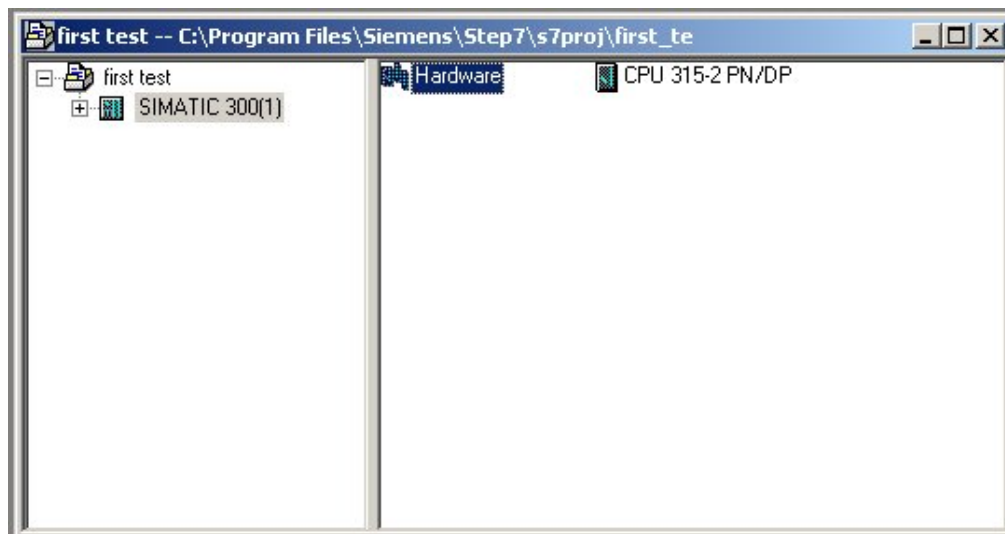 first test -- C:\Program Files\Siemens\Step7\s7proj\first_te
first test
SIMATIC 300(1)
Hardware
CPU 315-2 PN/DP